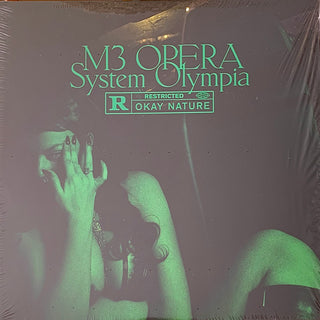 M3 OPERA
System Olympia
R RESTRICTED
OKAY NATURE